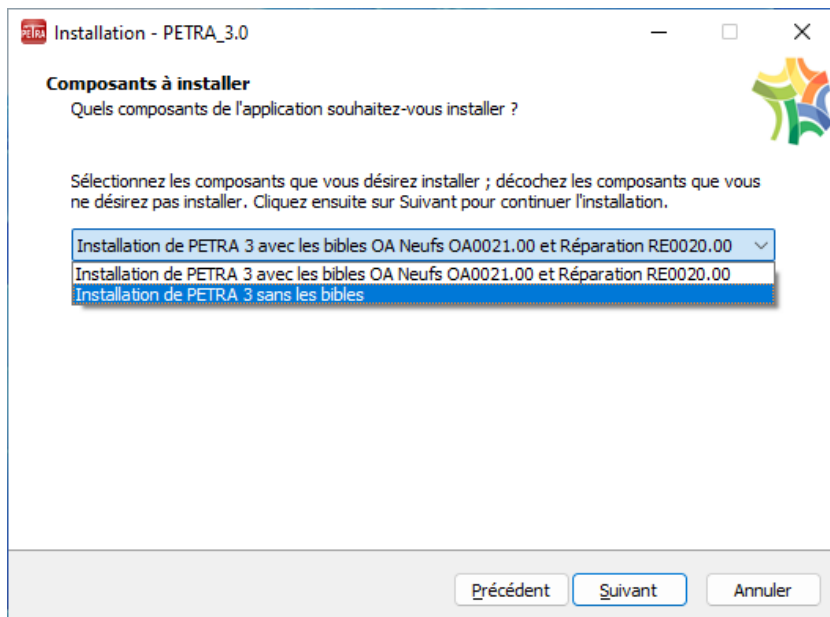 PETRA Installation - PETRA_3.0
Composants à installer
Quels composants de l'application souhaitez-vous installer ?
Sélectionnez les composants que vous désirez installer ; décochez les composants que vous
ne désirez pas installer. Cliquez ensuite sur Suivant pour continuer l'installation.
Installation de PETRA 3 avec les bibles OA Neufs OA0021.00 et Réparation RE0020.00
Installation de PETRA 3 avec les bibles OA Neufs OA0021.00 et Réparation RE0020.00
Installation de PETRA 3 sans les bibles
Précédent Suivant Annuler